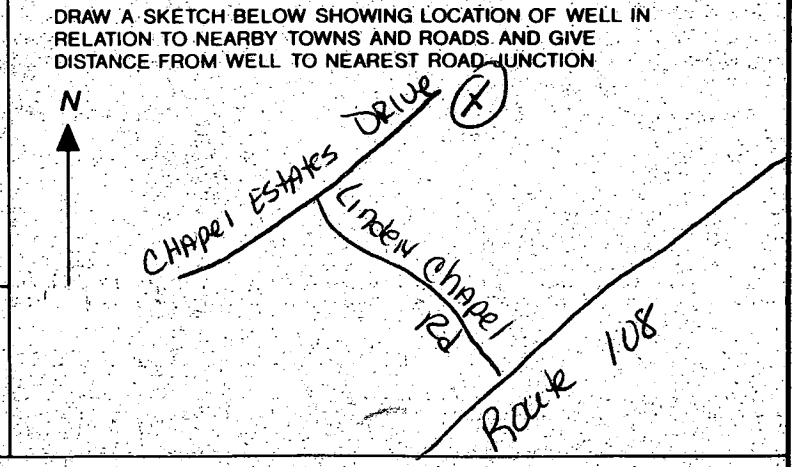 DRAW A SKETCH BELOW SHOWING LOCATION OF WELL IN
RELATION TO NEARBY TOWNS AND ROADS AND GIVE
DISTANCE FROM WELL TO NEAREST ROAD JUNCTION
N
X
CHApel EStAtes DRIVe
Linden Chapel
Rd
Route 108